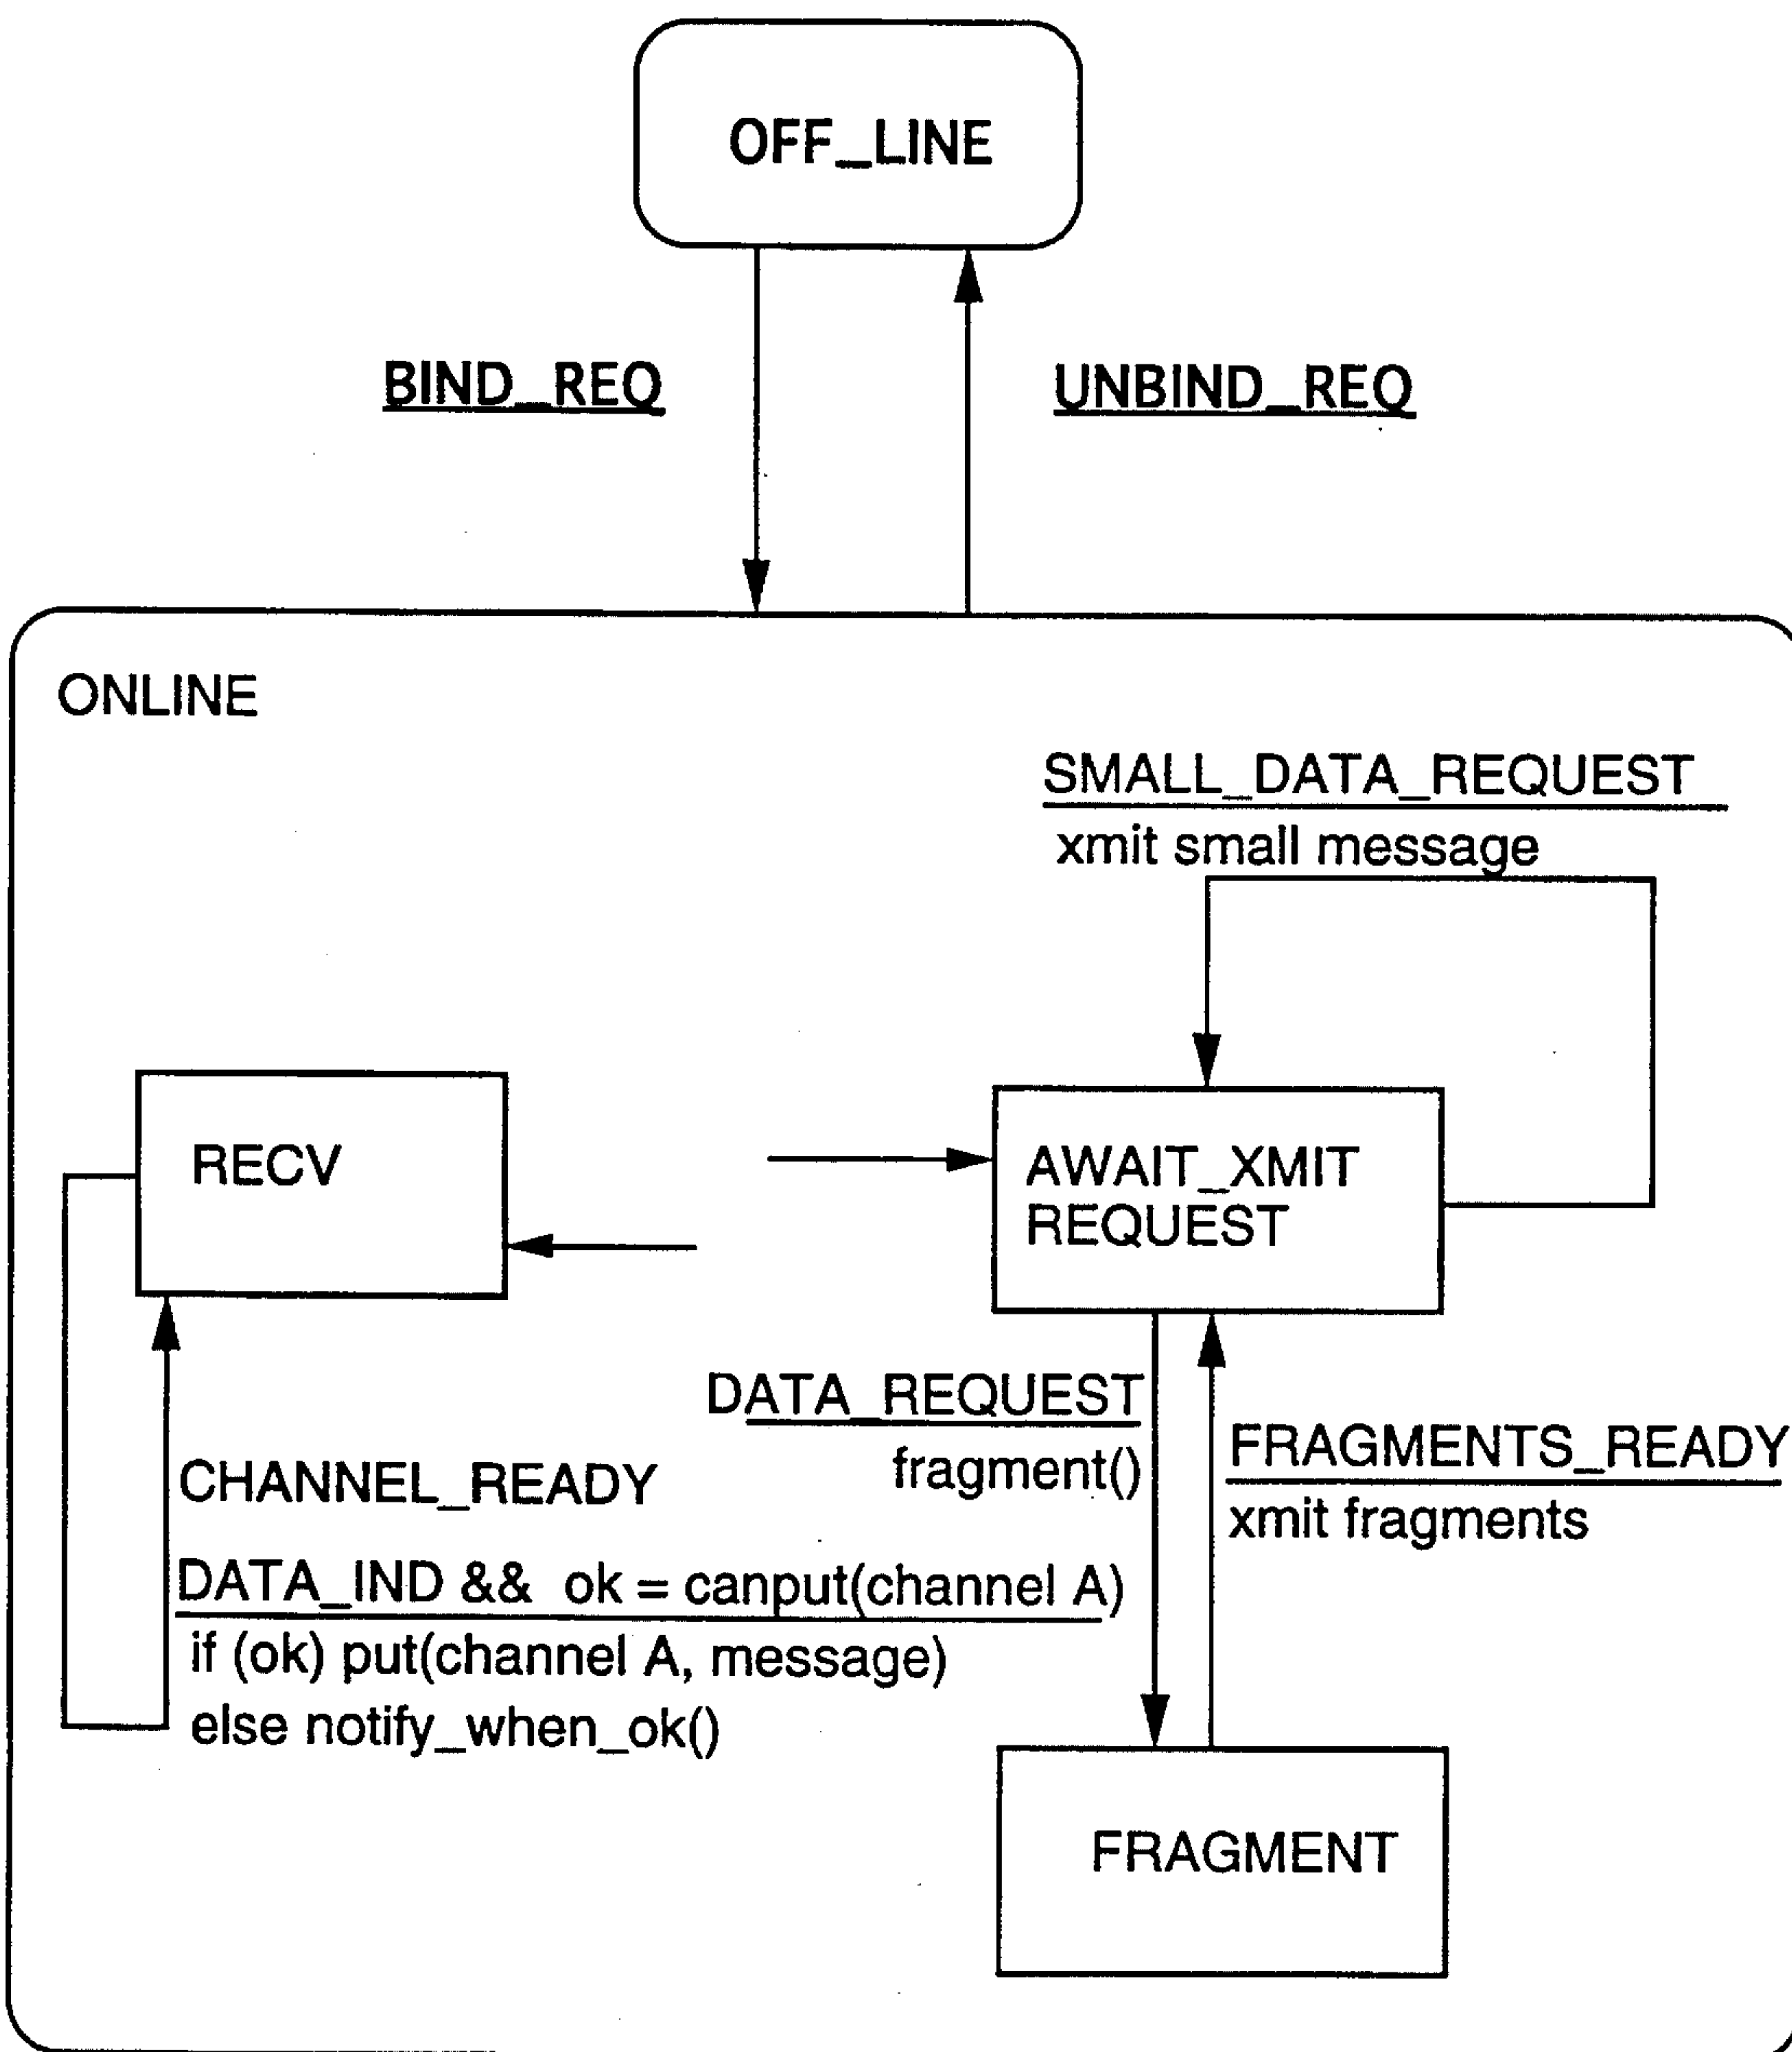 OFF_LINE
BIND_REQ
UNBIND_REQ
ONLINE
SMALL_DATA_REQUEST
xmit small message
RECV
AWAIT_XMIT
REQUEST
DATA_REQUEST
fragment()
FRAGMENTS_READY
xmit fragments
CHANNEL_READY
DATA_IND && ok = canput(channel A)
if (ok) put(channel A, message)
else notify_when_ok()
FRAGMENT